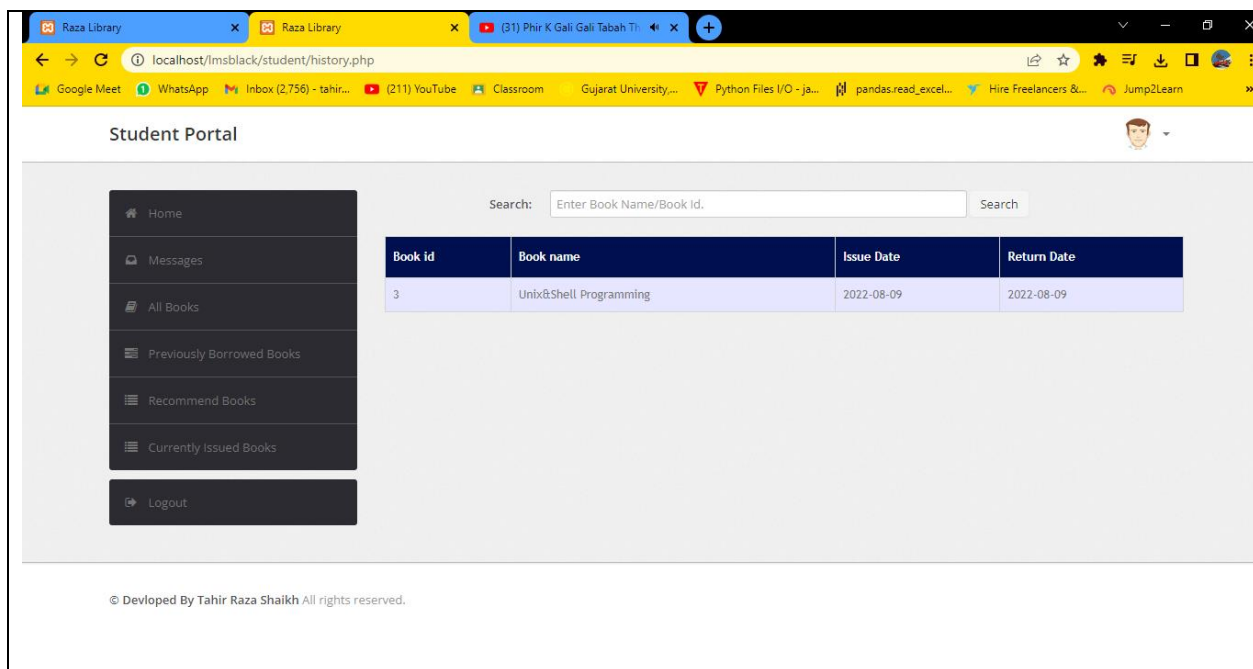 Raza Library
Raza Library
(31) Phir K Gali Gali Tabah Th
localhost/lmsblack/student/history.php
Google Meet WhatsApp Inbox (2,756) - tahir... (211) YouTube Classroom Gujarat University,... Python Files I/O - ja... pandas.read_excel... Hire Freelancers &... Jump2Learn
Student Portal
Search: Enter Book Name/Book Id. Search
Home
Messages
All Books
Previously Borrowed Books
Recommend Books
Currently Issued Books
Logout
Book id Book name Issue Date Return Date
3 Unix&Shell Programming 2022-08-09 2022-08-09
© Devloped By Tahir Raza Shaikh All rights reserved.